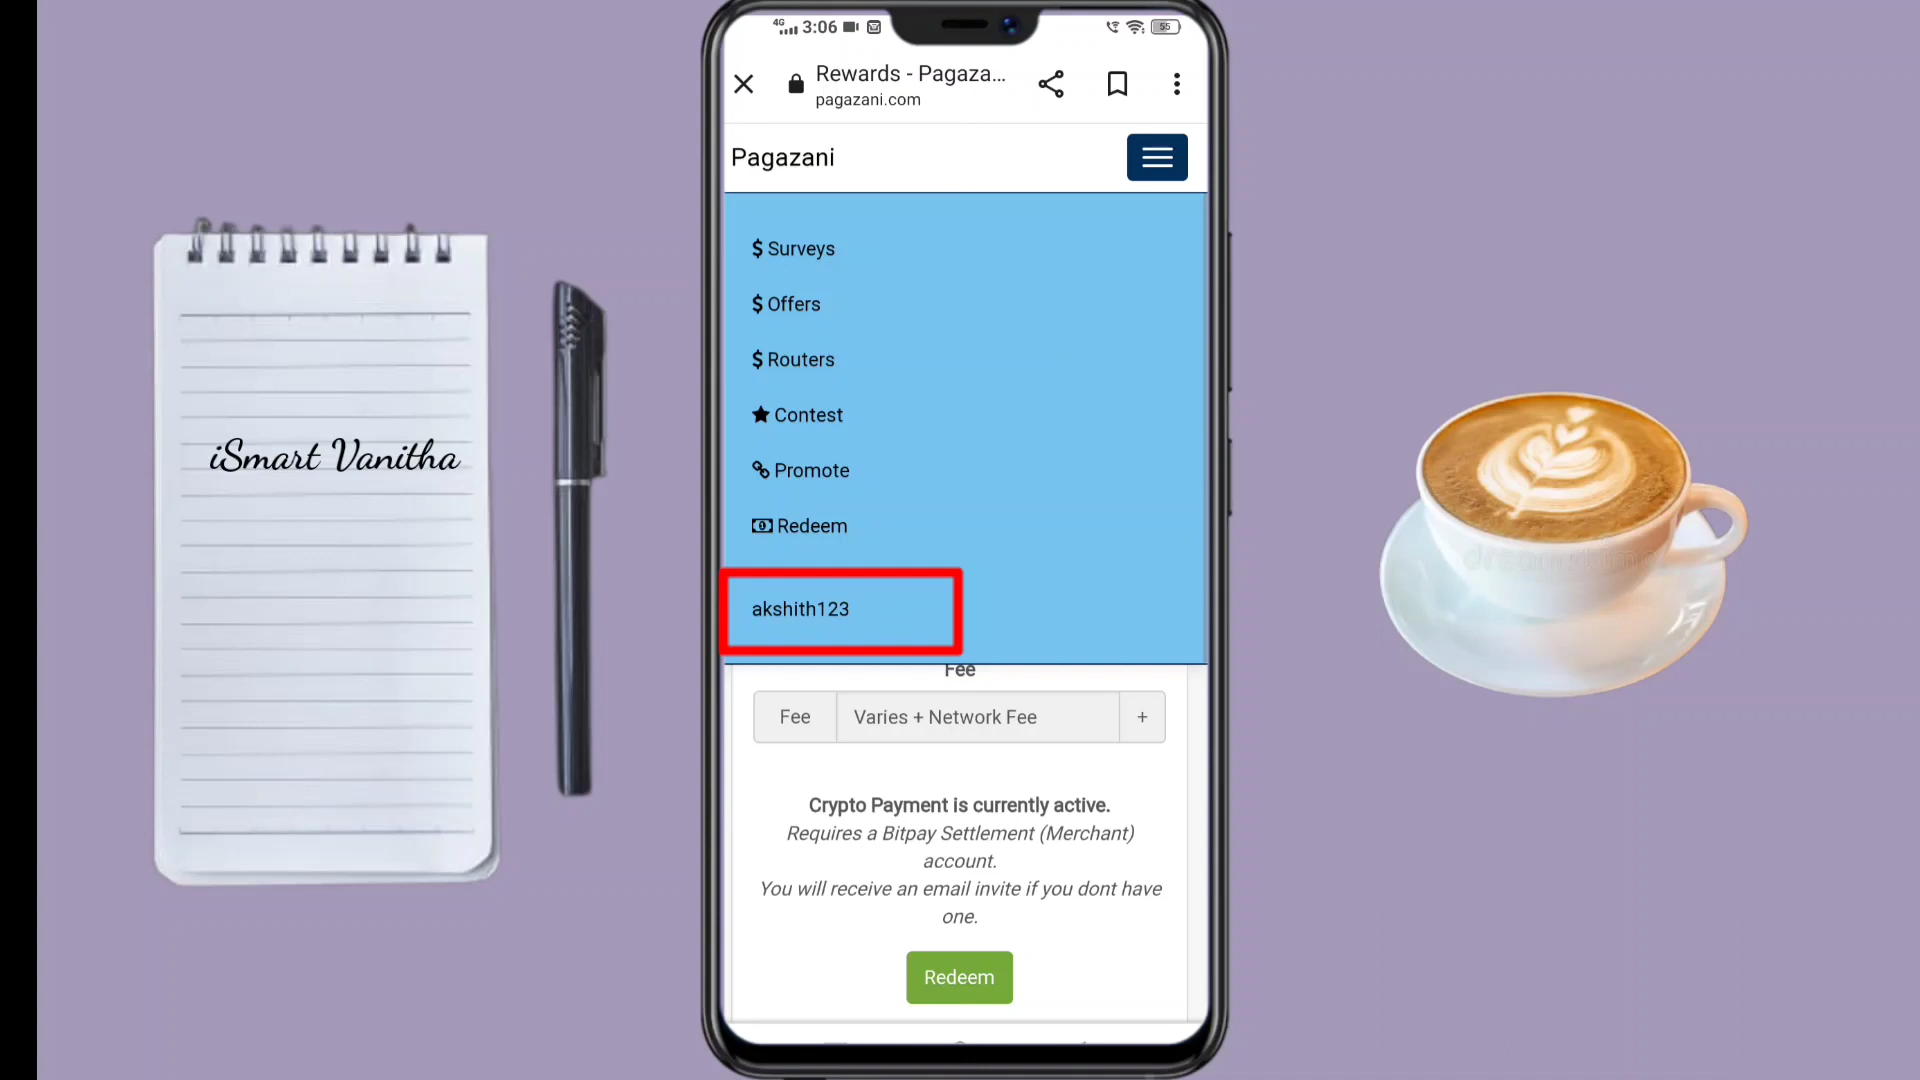 4G 3:06 55
Rewards - Pagaza...
pagazani.com
Pagazani
$ Surveys
$ Offers
$ Routers
Contest
Promote
Redeem
akshith123
Fee
Fee Varies + Network Fee +
Crypto Payment is currently active.
Requires a Bitpay Settlement (Merchant)
account.
You will receive an email invite if you dont have
one.
Redeem
iSmart Vanitha
dreamstime